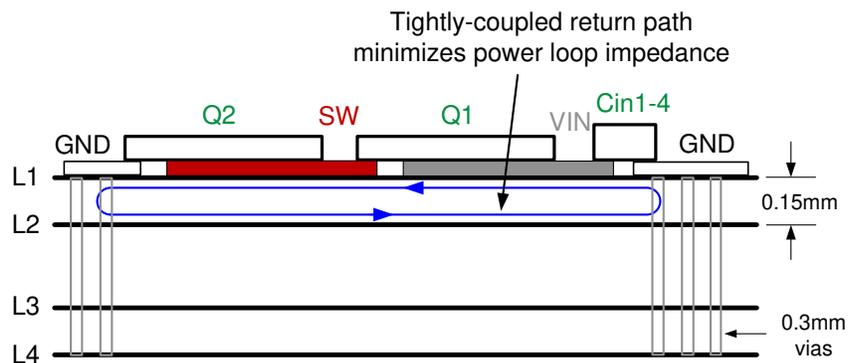 Tightly-coupled return path
minimizes power loop impedance
Q2
SW
Q1
VIN
Cin1-4
GND
GND
L1
0.15mm
L2
L3
0.3mm
vias
L4